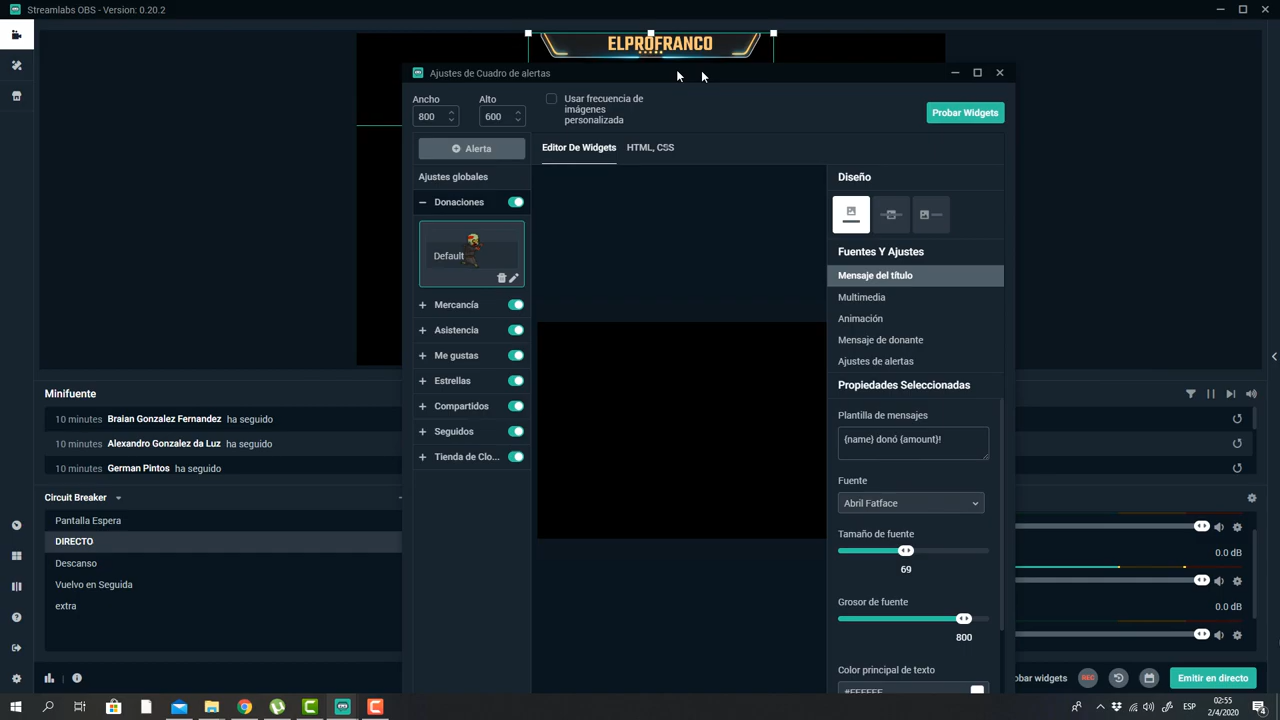 Streamlabs OBS - Version: 0.20.2
ELPROFRANCO
Ajustes de Cuadro de alertas
Ancho
Alto
800
600
Usar frecuencia de
imágenes
personalizada
Probar Widgets
Alerta
Editor De Widgets
HTML, CSS
Ajustes globales
Donaciones
Default
Mercancía
Asistencia
Me gustas
Estrellas
Compartidos
Seguidos
Tienda de Clo...
Diseño
Fuentes Y Ajustes
Mensaje del título
Multimedia
Animación
Mensaje de donante
Ajustes de alertas
Propiedades Seleccionadas
Plantilla de mensajes
{name} donó {amount}!
Fuente
Abril Fatface
Tamaño de fuente
69
Grosor de fuente
800
Color principal de texto
#FFFFFF
Minifuente
10 minutes Braian Gonzalez Fernandez ha seguido
10 minutes Alexandro Gonzalez da Luz ha seguido
10 minutes German Pintos ha seguido
Circuit Breaker
Pantalla Espera
DIRECTO
Descanso
Vuelvo en Seguida
extra
0.0 dB
0.0 dB
obar widgets
REC
Emitir en directo
ESP
02:55
2/4/2020
4